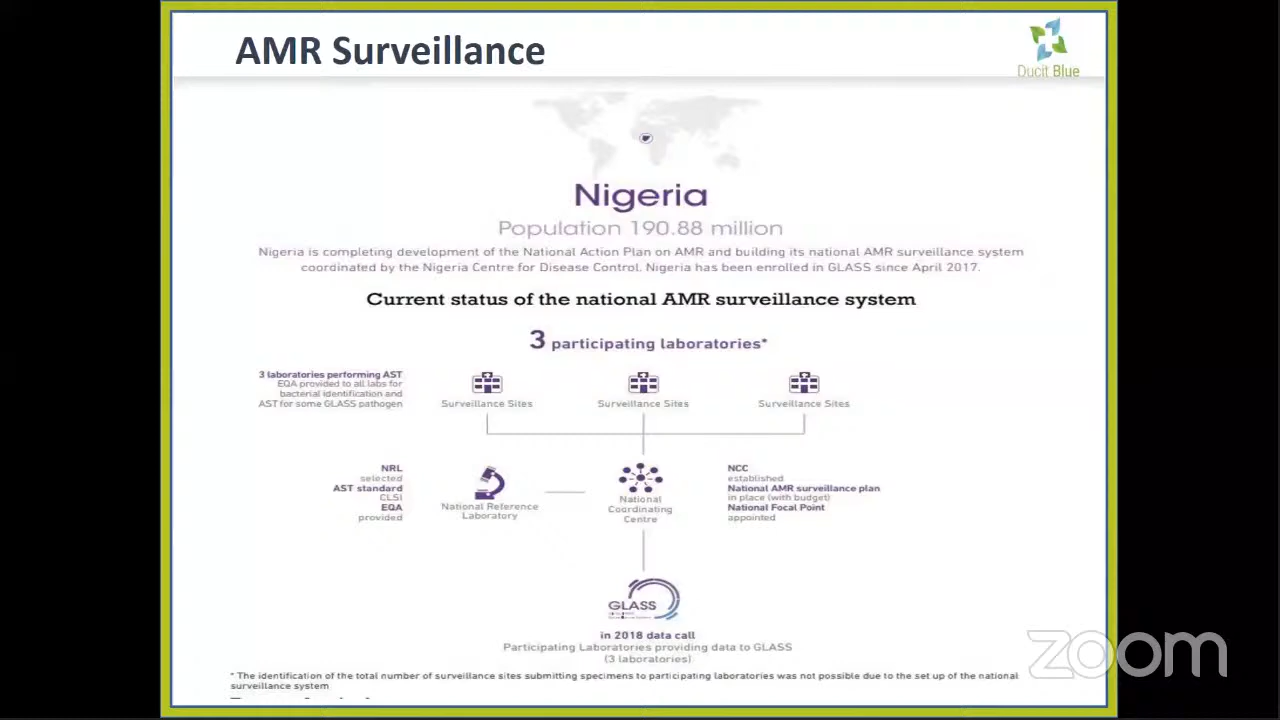 AMR Surveillance
Ducit Blue
Nigeria
Population 190.88 million
Nigeria is completing development of the National Action Plan on AMR and building its national AMR surveillance system
coordinated by the Nigeria Centre for Disease Control. Nigeria has been enrolled in GLASS since April 2017.
Current status of the national AMR surveillance system
3 participating laboratories*
3 laboratories performing AST
EQA provided to all labs for
bacterial identification and
AST for some GLASS pathogen
Surveillance Sites
Surveillance Sites
Surveillance Sites
NRL
selected
AST standard
CLSI
EQA
provided
National Reference
Laboratory
National
Coordinating
Centre
NCC
established
National AMR surveillance plan
in place (with budget)
National Focal Point
appointed
GLASS
in 2018 data call
Participating Laboratories providing data to GLASS
(3 laboratories)
* The identification of the total number of surveillance sites submitting specimens to participating laboratories was not possible due to the set up of the national
surveillance system
zoom